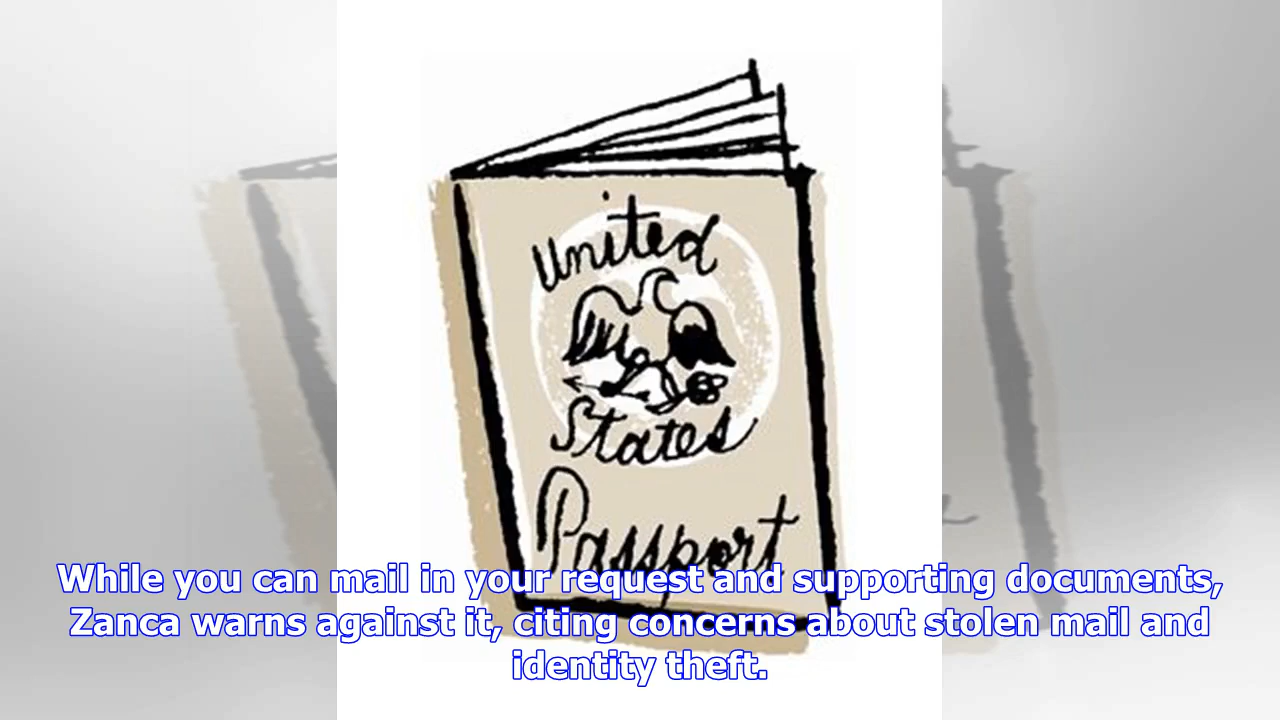 United
States
Passport
While you can mail in your request and supporting documents,
Zanca warns against it, citing concerns about stolen mail and
identity theft.